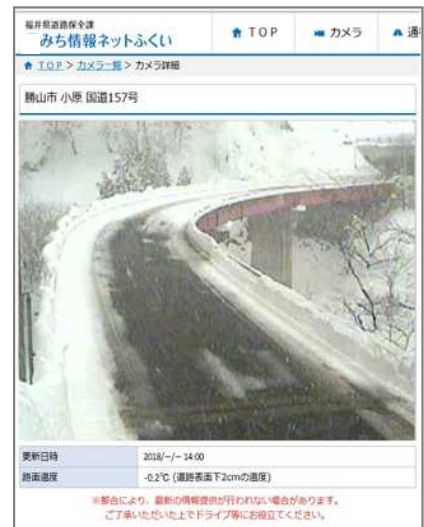 福井県道路保全課
みち情報ネットふくい
TOP
カメラ
通
TOP > カメラ一覧 > カメラ詳細
勝山市 小原 国道157号
更新日時 2018/-/- 14:00
路面温度 -0.2℃ (道路表面下2cmの温度)
※都合により、最新の情報提供が行われない場合があります。
ご了承いただいた上でドライブ等にお役立てください。